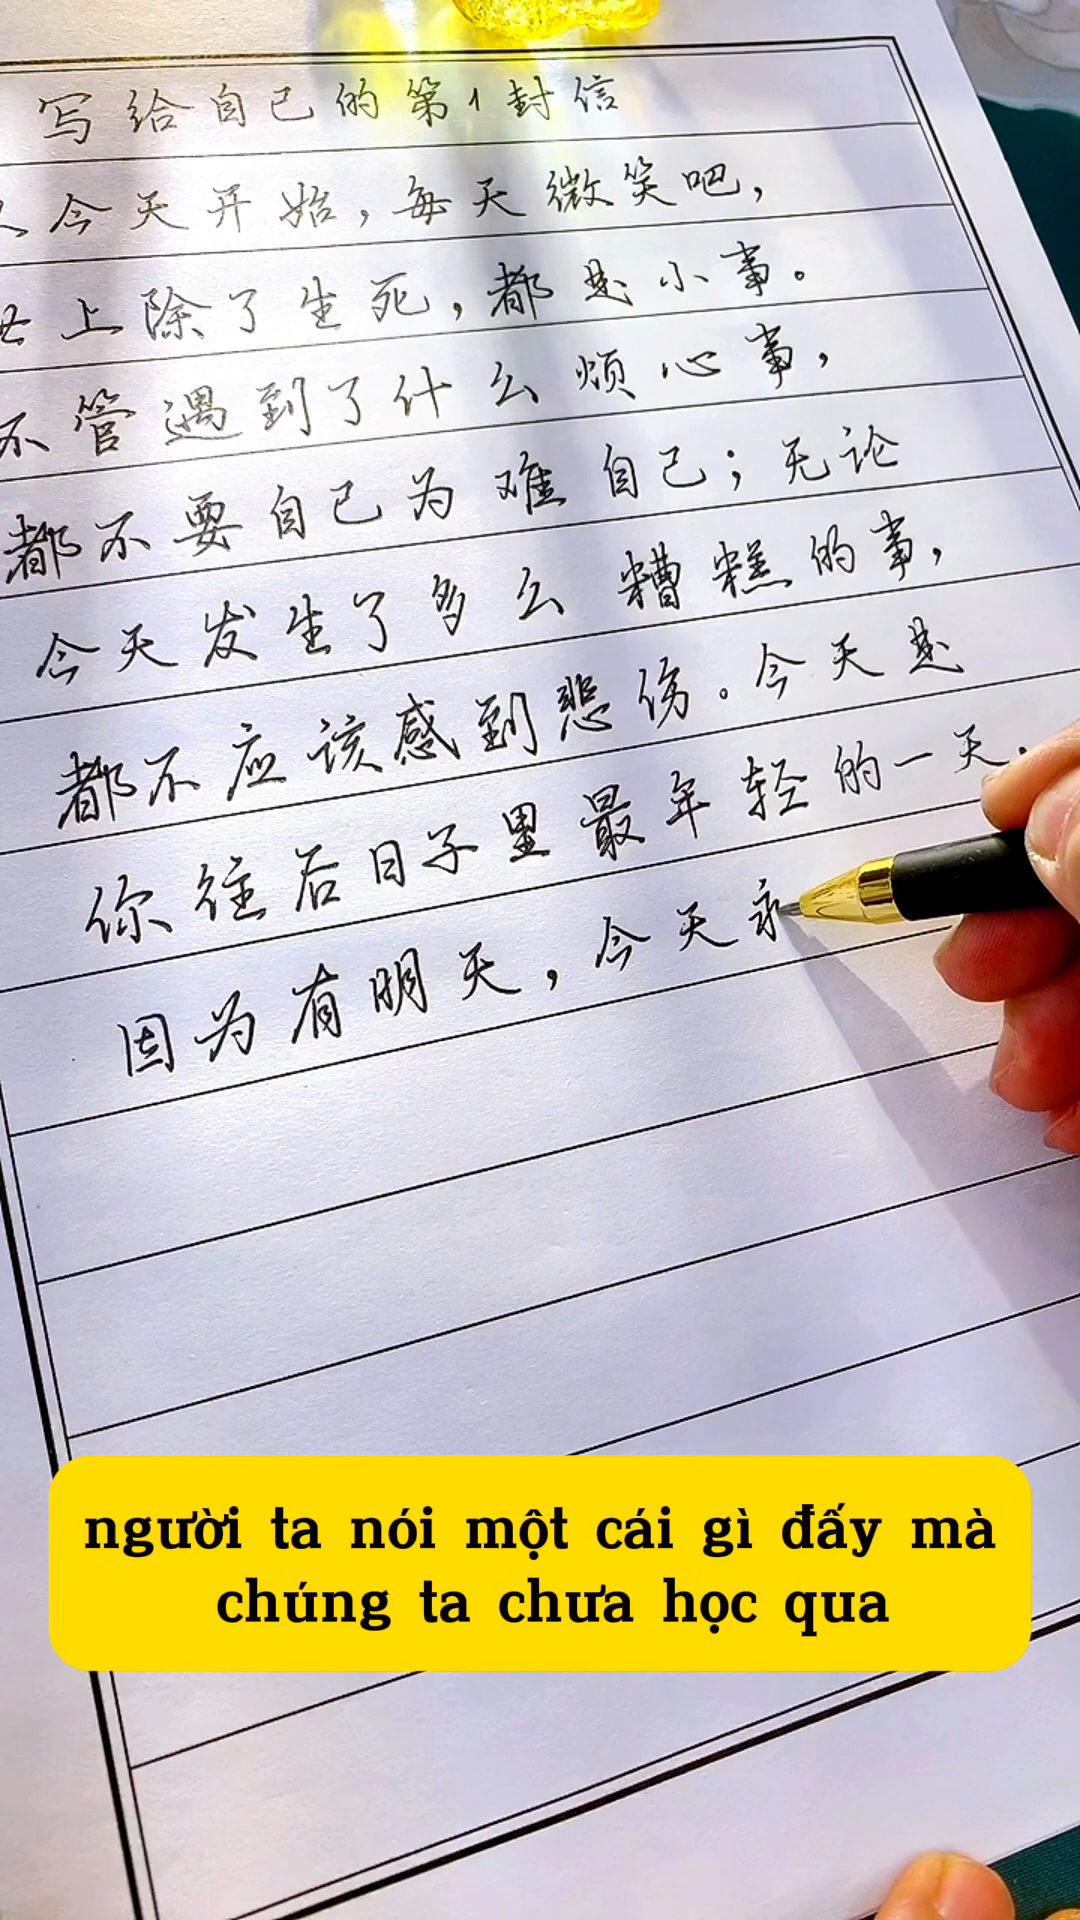 写给自己的第1封信
今天开始，每天微笑吧，
世上除了生死，都是小事。
不管遇到了什么烦心事，
都不要自己为难自己；无论
今天发生了多么糟糕的事，
都不应该感到悲伤。今天是
你往后日子里最年轻的一天.
因为有明天，今天永
người ta nói một cái gì đấy mà
chúng ta chưa học qua